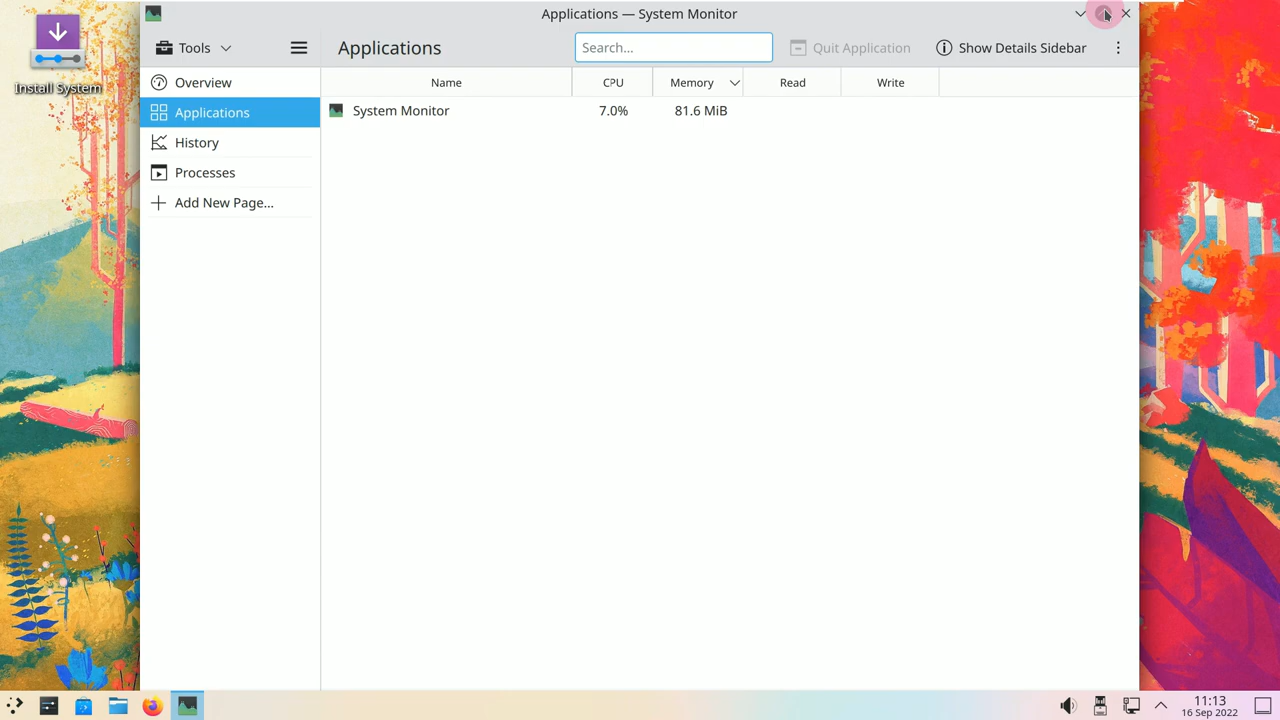 Applications — System Monitor
Install System
Tools
Applications
Search...
Quit Application
Show Details Sidebar
Overview
Applications
History
Processes
Add New Page...
Name CPU Memory Read Write
System Monitor 7.0% 81.6 MiB
11:13
16 Sep 2022